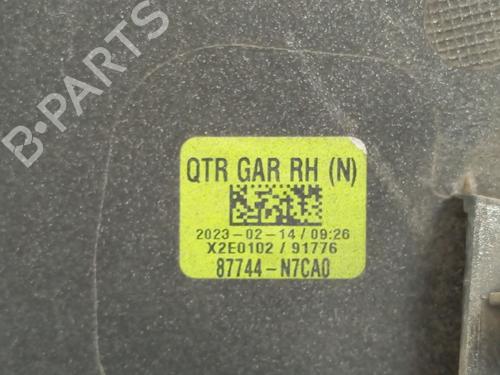 B-PARTS
QTR GAR RH (N)
2023-02-14/09:26
X2E0102/91776
87744-N7CA0